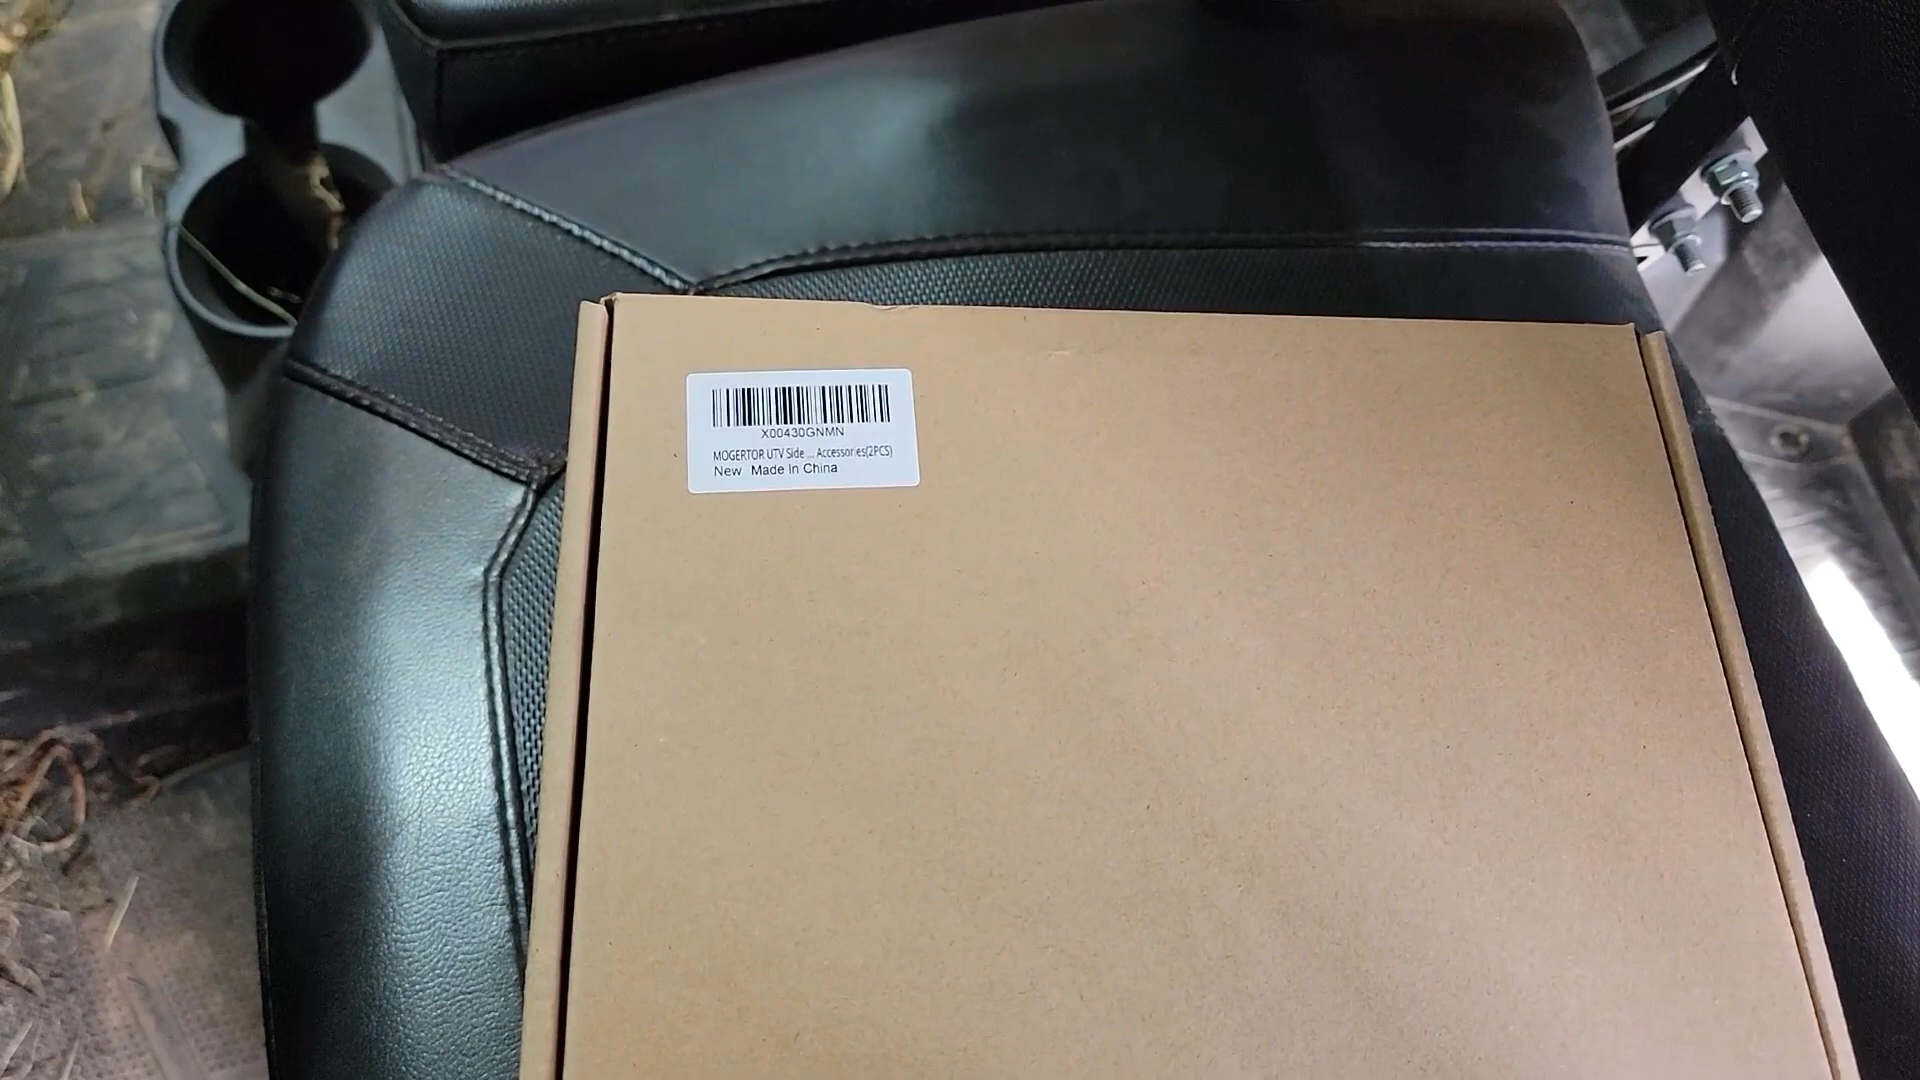 X00430GNMN
MOGERTOR UTV Side ... Accessories(2PCS)
New Made In China